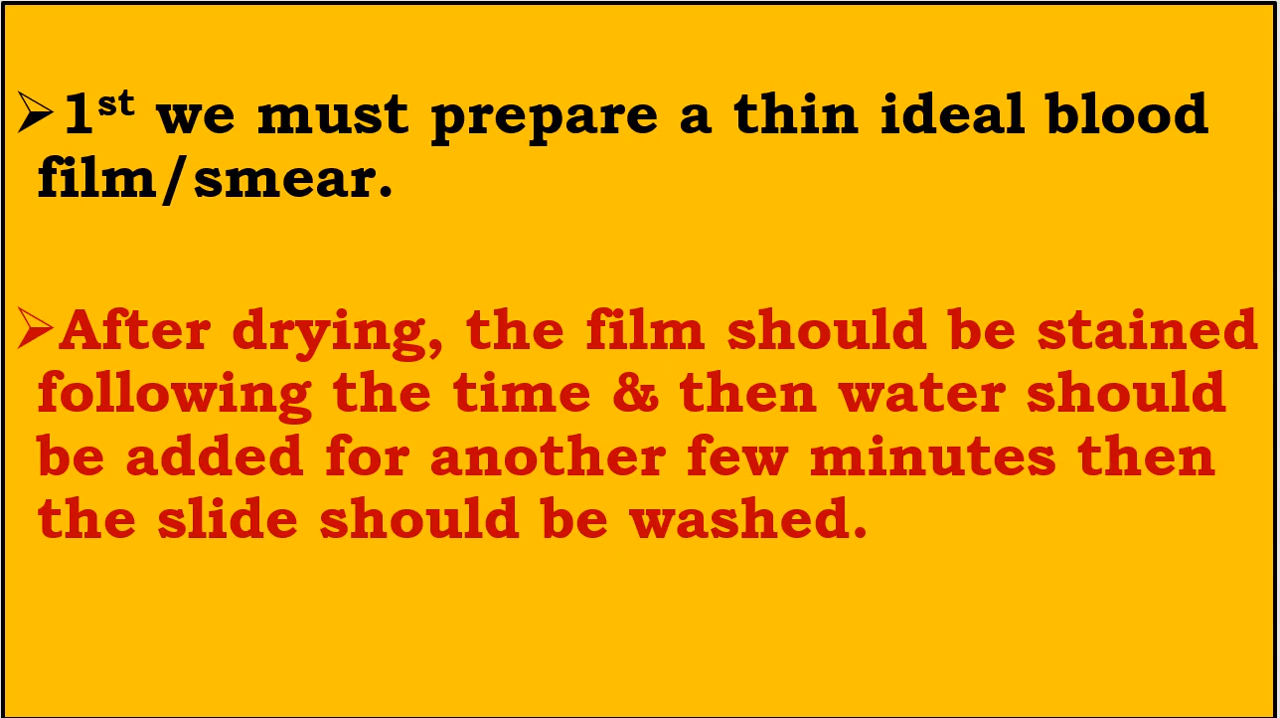 ➢1st we must prepare a thin ideal blood
film/smear.
➢After drying, the film should be stained
following the time & then water should
be added for another few minutes then
the slide should be washed.